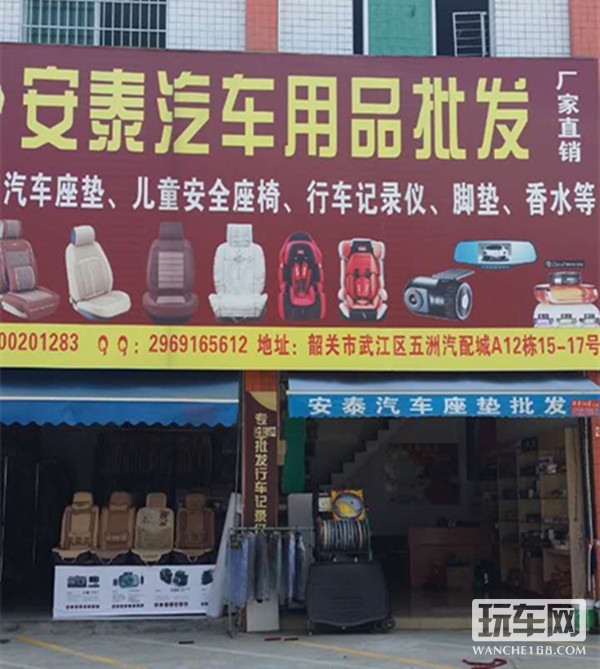 安泰汽车用品批发
厂家直销
汽车座垫、儿童安全座椅、行车记录仪、脚垫、香水等
00201283 QQ：2969165612 地址：韶关市武江区五洲汽配城A12栋15-17号
安泰汽车座垫批发
专业批发行车记录仪
玩车网
WANCHE168.COM